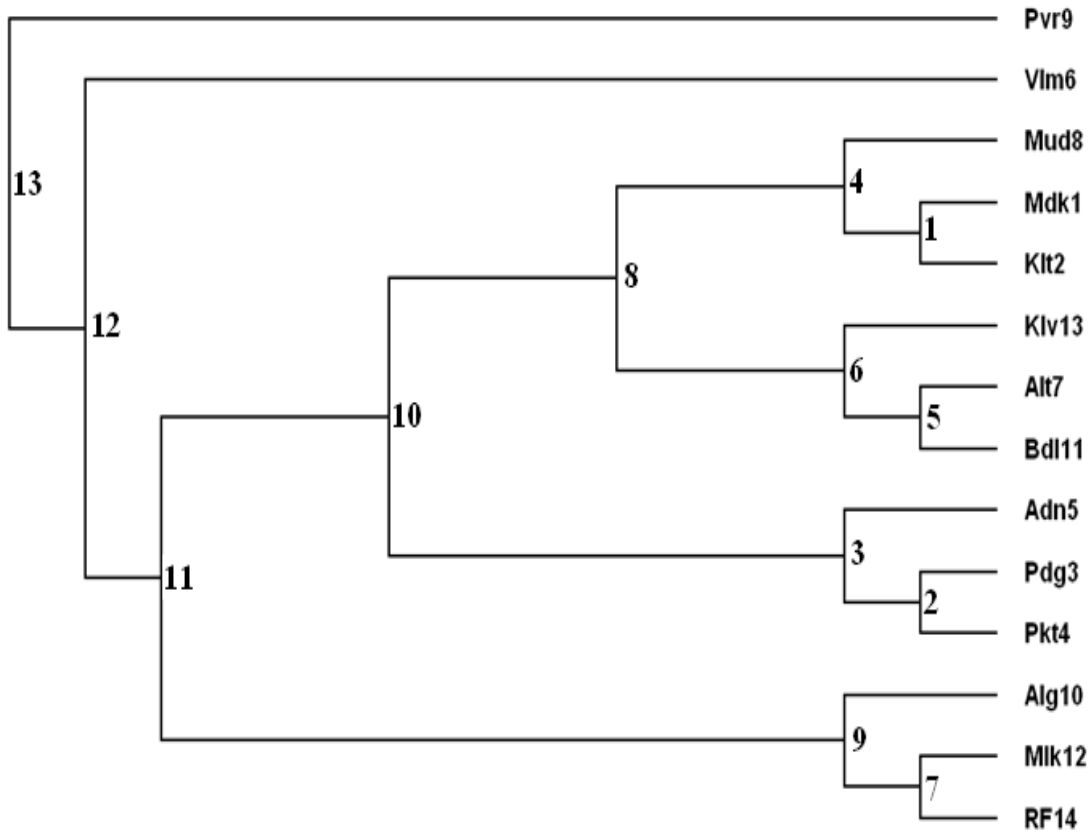 Pvr9
Vlm6
Mud8
13
4
Mdk1
1
Klt2
8
12
Klv13
6
Alt7
10
5
Bdl11
Adn5
3
Pdg3
11
2
Pkt4
Alg10
9
Mlk12
7
RF14